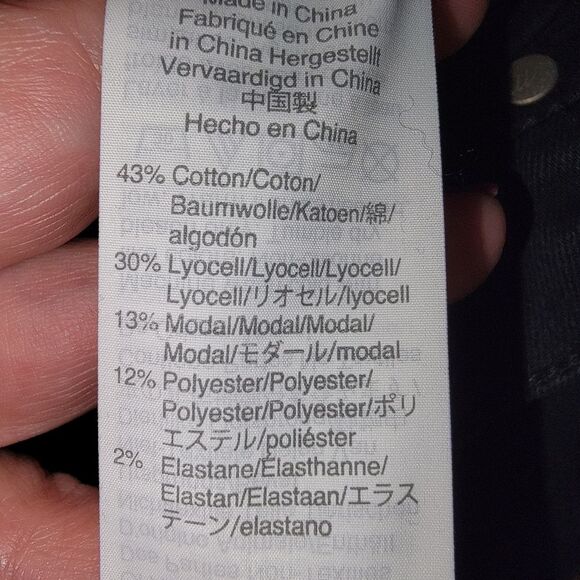 Made in China
Fabriqué en Chine
in China Hergestellt
Vervaardigd in China
中国製
Hecho en China
43% Cotton/Coton/
Baumwolle/Katoen/綿/
algodón
30% Lyocell/Lyocell/Lyocell/
Lyocell/リオセル/lyocell
13% Modal/Modal/Modal/
Modal/モダール/modal
12% Polyester/Polyester/
Polyester/Polyester/ポリ
エステル/poliéster
2% Elastane/Élasthanne/
Elastan/Elastaan/エラス
テーン/elastano